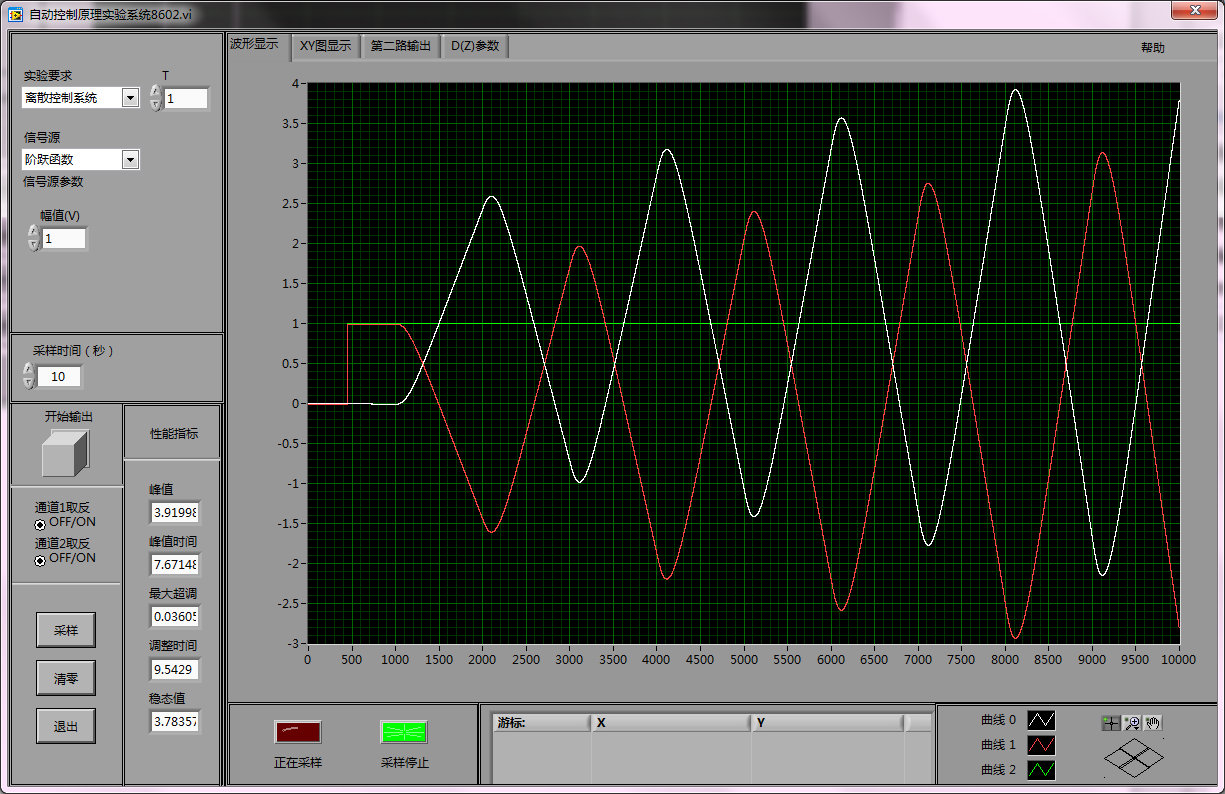 自动控制原理实验系统8602.vi
波形显示 XY图显示 第二路输出 D(Z)参数 帮助
实验要求 T
离散控制系统 1
信号源
阶跃函数
信号源参数
幅值(V)
1
采样时间（秒）
10
开始输出
性能指标
通道1取反
OFF/ON
通道2取反
OFF/ON
采样
清零
退出
峰值
3.91998
峰值时间
7.67148
最大超调
0.03605
调整时间
9.5429
稳态值
3.78357
4
3.5
3
2.5
2
1.5
1
0.5
0
-0.5
-1
-1.5
-2
-2.5
-3
0 500 1000 1500 2000 2500 3000 3500 4000 4500 5000 5500 6000 6500 7000 7500 8000 8500 9000 9500 10000
正在采样
采样停止
游标: X Y
曲线 0
曲线 1
曲线 2